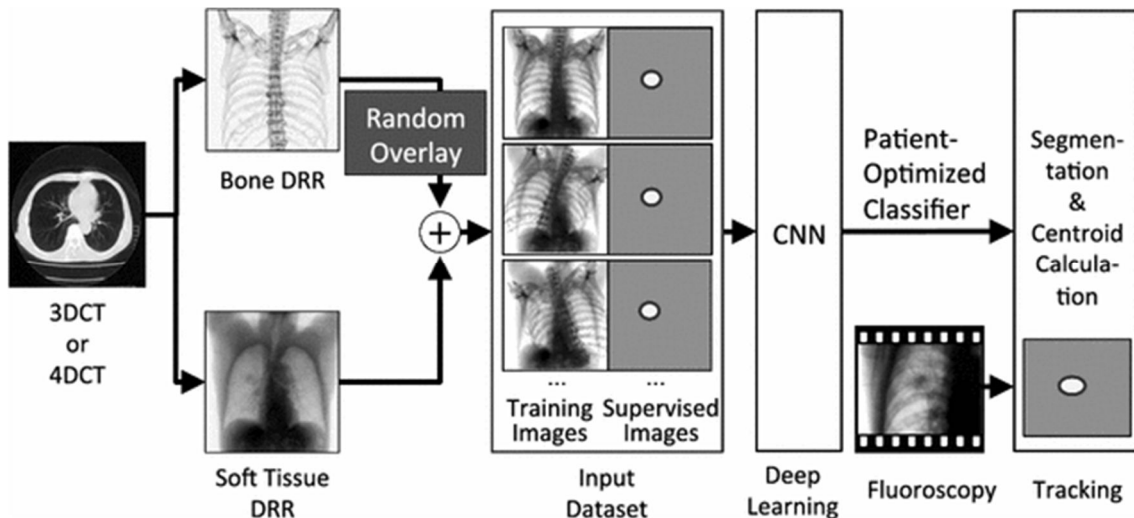 3DCT
or
4DCT
Bone DRR
Random
Overlay
+
Soft Tissue
DRR
...
...
Training
Images
Supervised
Images
Input
Dataset
CNN
Deep
Learning
Patient-
Optimized
Classifier
Fluoroscopy
Segmen-
tation
&
Centroid
Calcula-
tion
Tracking